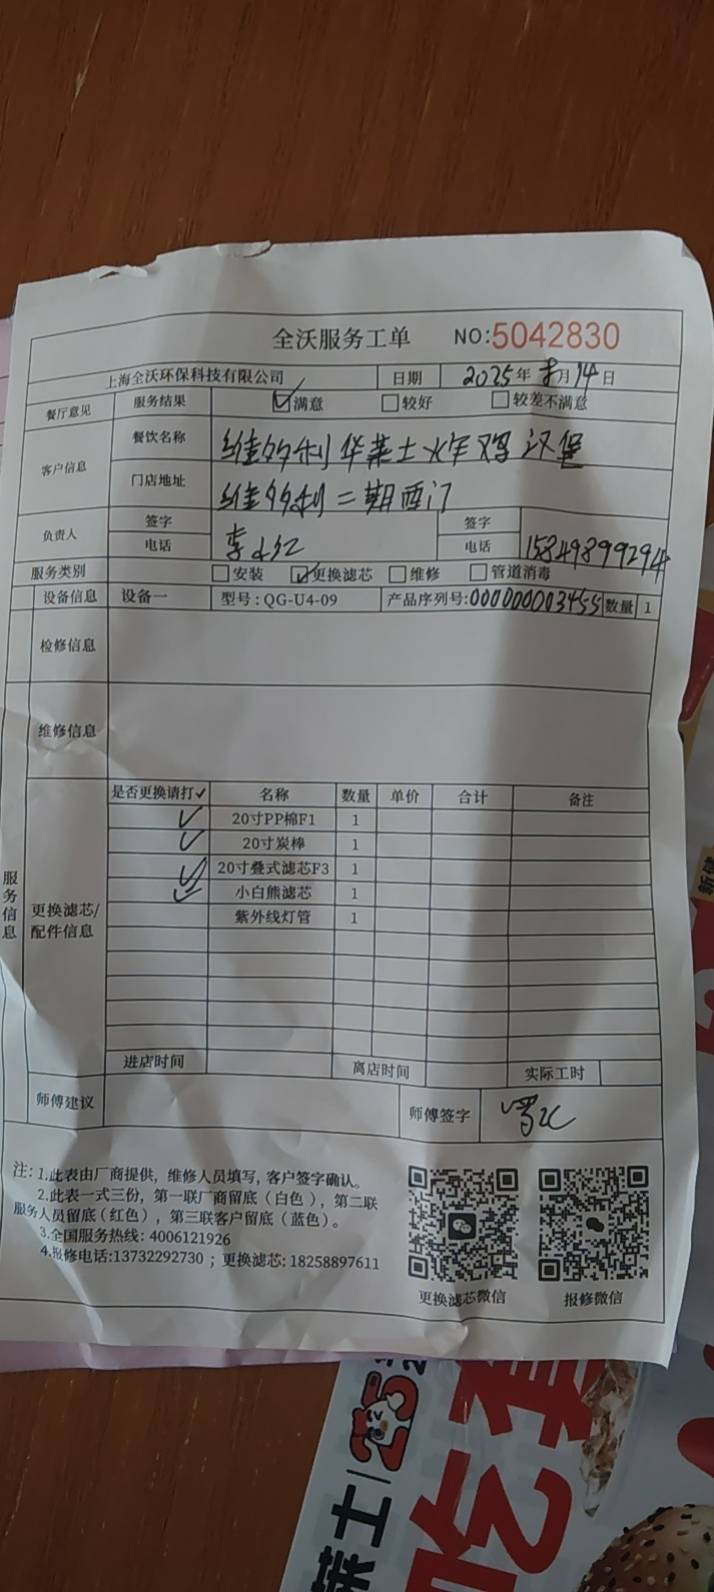 全沃服务工单 NO:5042830
上海全沃环保科技有限公司 日期 2025年8月14日
餐厅意见 服务结果 ☑满意 ☐较好 ☐较差不满意
客户信息 餐饮名称 维多利华莱士炸鸡汉堡
门店地址 维多利二期西门
负责人 签字 签字
电话 电话 15849899294
服务类别 ☐安装 ☑更换滤芯 ☐维修 ☐管道消毒
设备信息 设备一 型号:QG-U4-09 产品序列号:000000003455 数量 1
检修信息
维修信息
服务信息
更换滤芯/配件信息
是否更换请打✓ 名称 数量 单价 合计 备注
✓ 20寸PP棉F1 1
✓ 20寸炭棒 1
✓ 20寸叠式滤芯F3 1
✓ 小白熊滤芯 1
紫外线灯管 1
进店时间 离店时间 实际工时
师傅建议 师傅签字
注:1.此表由厂商提供,维修人员填写,客户签字确认。
2.此表一式三份,第一联厂商留底(白色),第二联
服务人员留底(红色),第三联客户留底(蓝色)。
3.全国服务热线:4006121926
4.报修电话:13732292730;更换滤芯:18258897611
更换滤芯微信 报修微信
莱士
25
吃